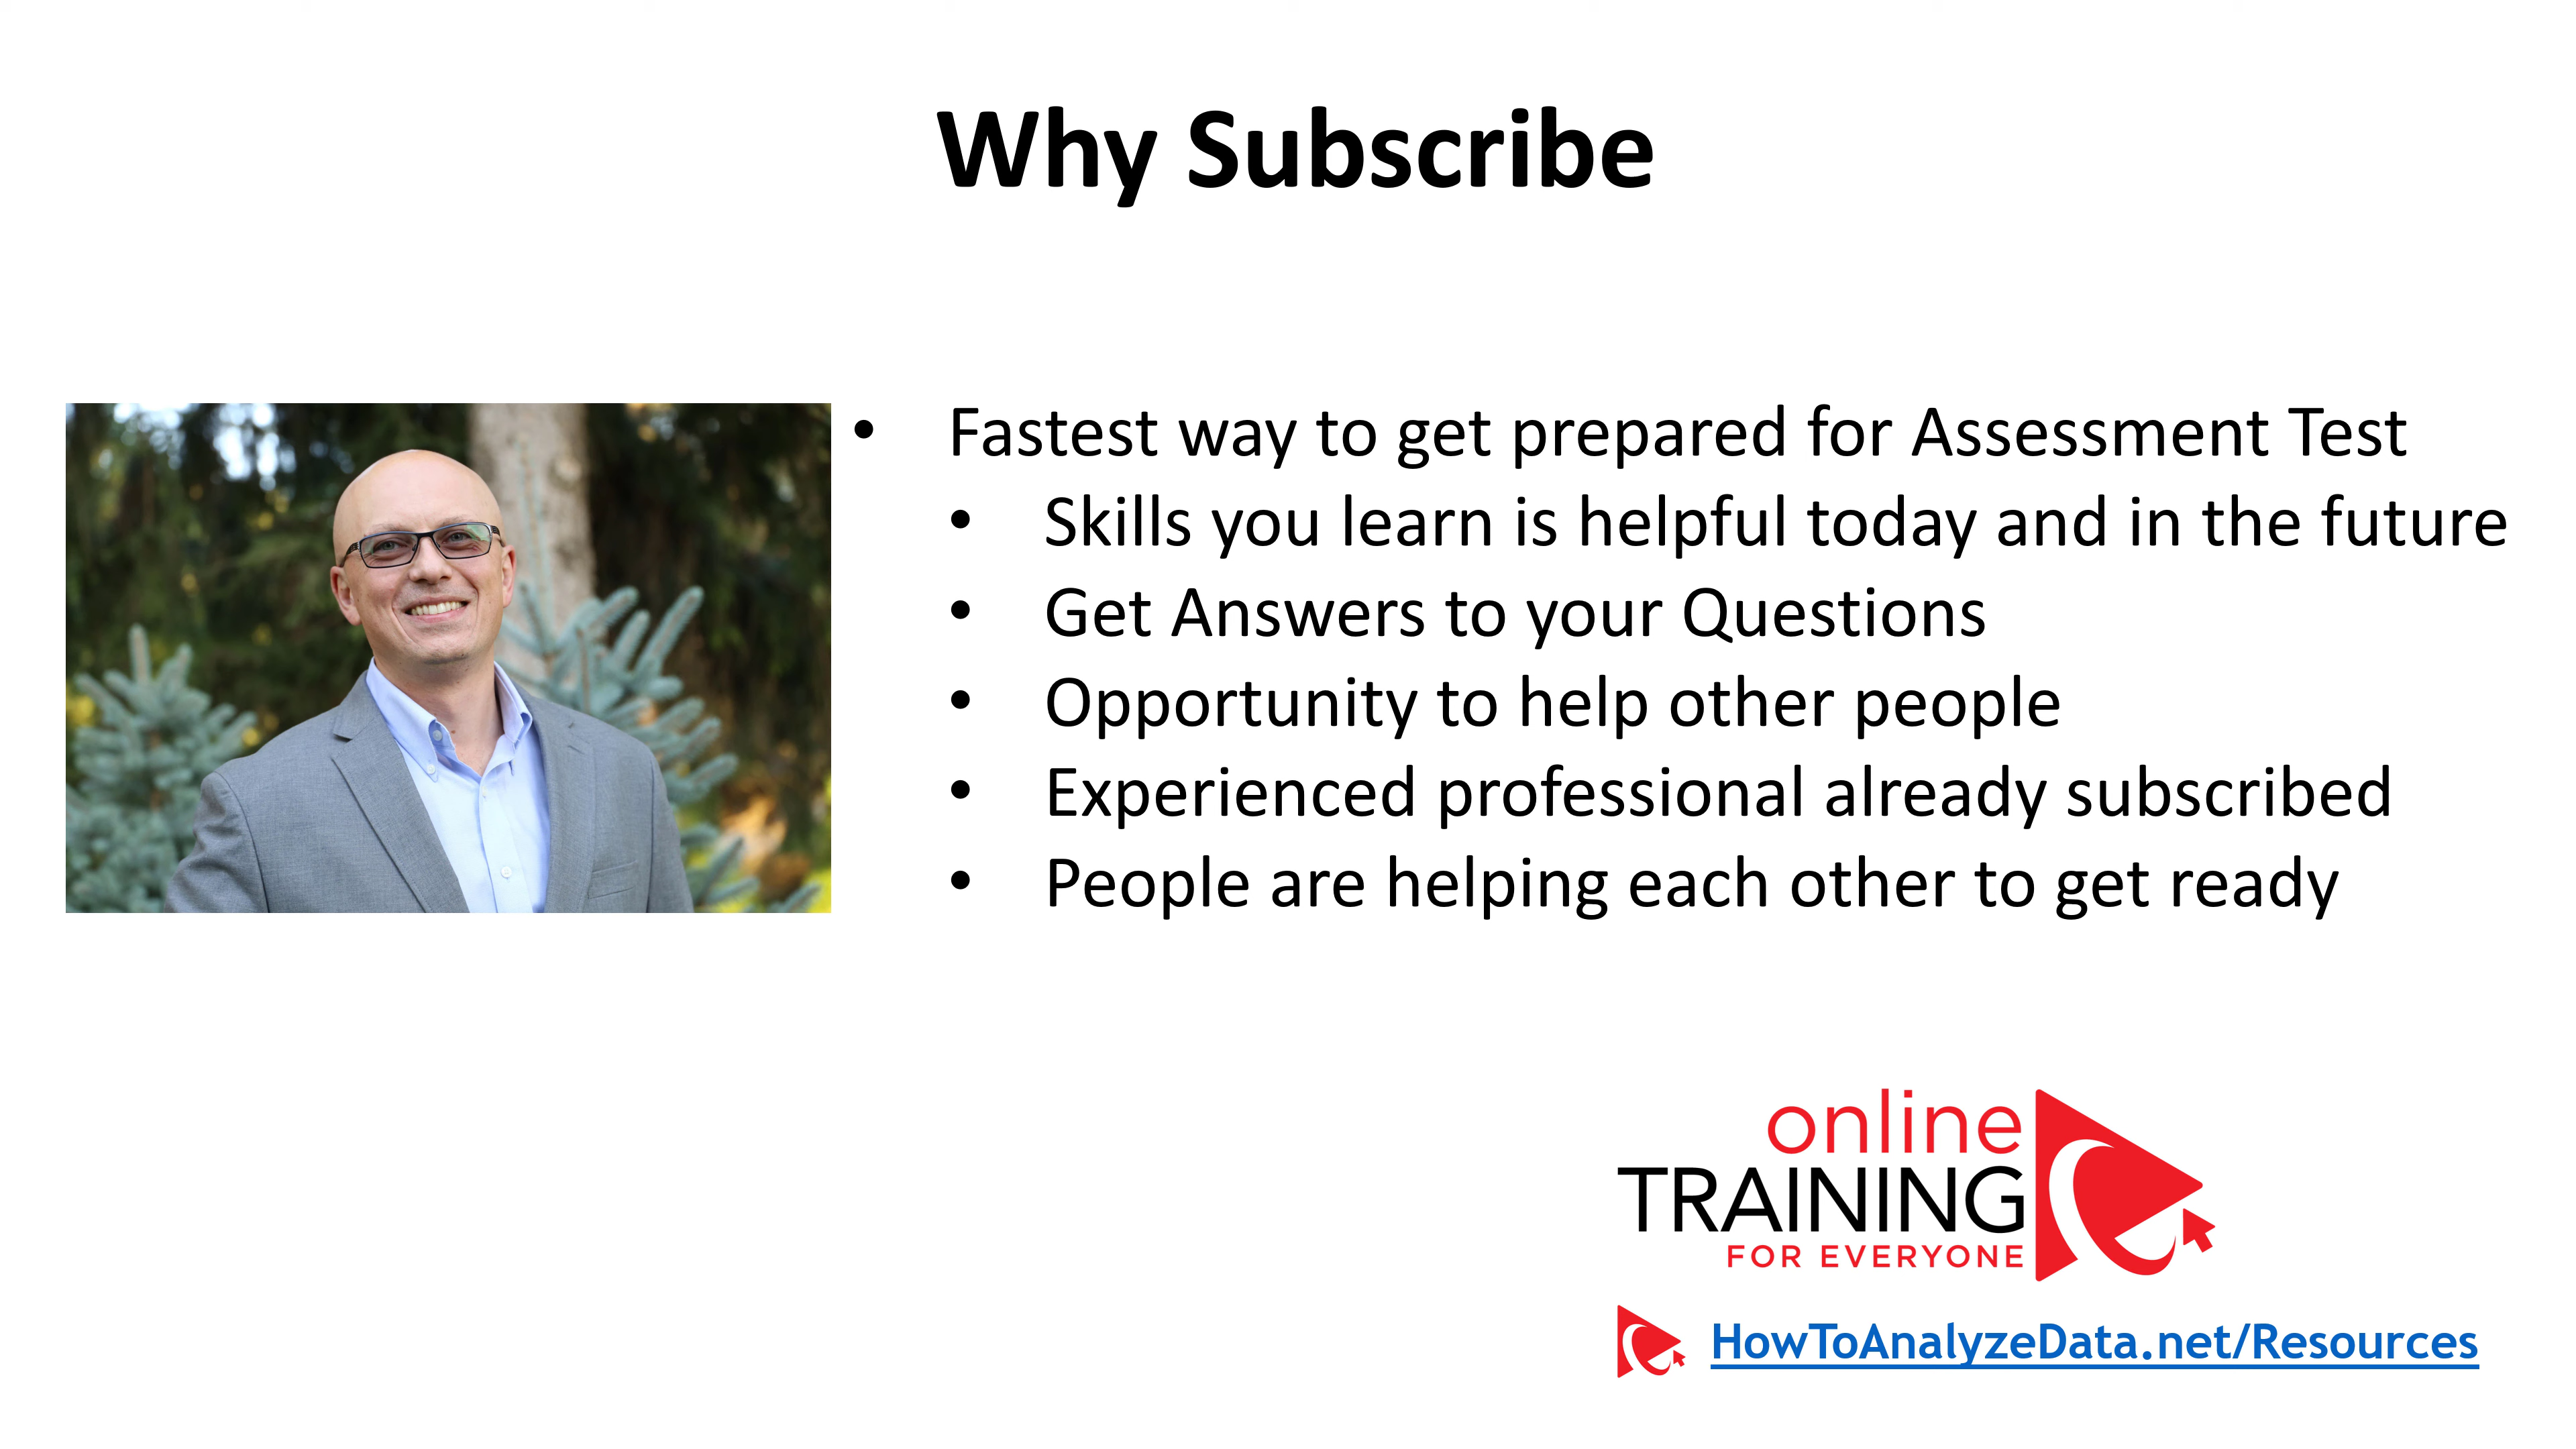 Why Subscribe
• Fastest way to get prepared for Assessment Test
• Skills you learn is helpful today and in the future
• Get Answers to your Questions
• Opportunity to help other people
• Experienced professional already subscribed
• People are helping each other to get ready
online
TRAINING
FOR EVERYONE
HowToAnalyzeData.net/Resources